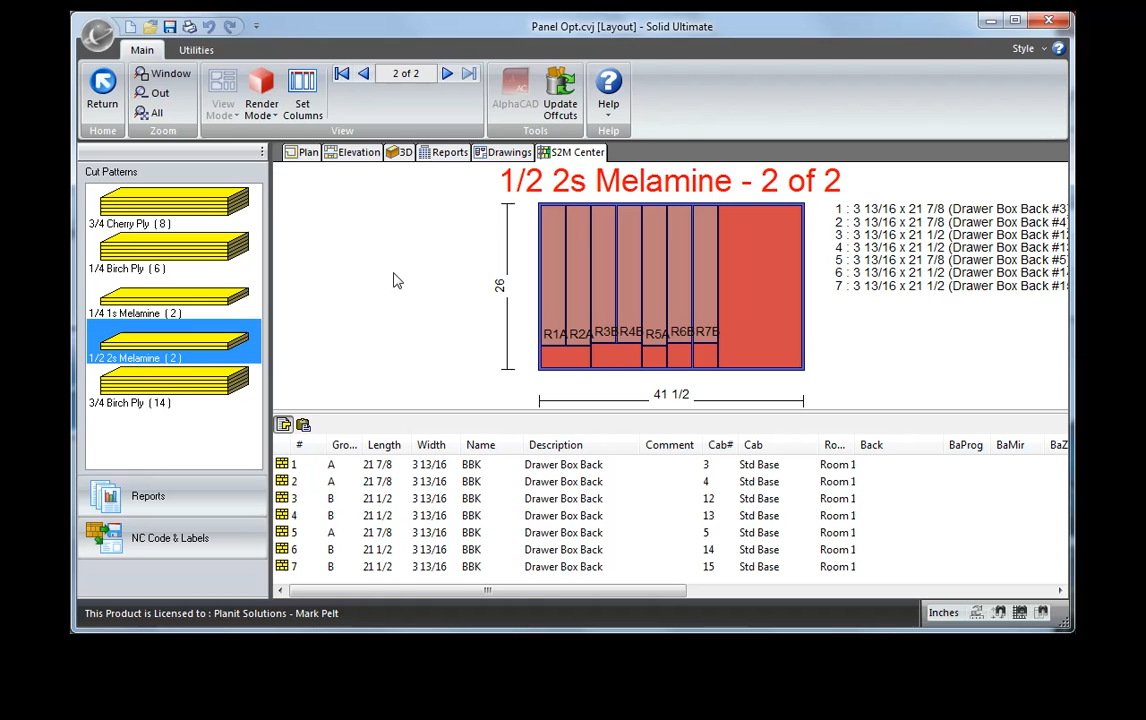 Panel Opt.cvj [Layout] - Solid Ultimate
Main Utilities Style
Return
Window
Out
All
View Mode
Render Mode
Set Columns
2 of 2
AlphaCAD
Update Offcuts
Help
Home Zoom View Tools Help
Plan Elevation 3D Reports Drawings S2M Center
Cut Patterns
3/4 Cherry Ply ( 8 )
1/4 Birch Ply ( 6 )
1/4 1s Melamine ( 2 )
1/2 2s Melamine ( 2 )
3/4 Birch Ply ( 14 )
Reports
NC Code & Labels
1/2 2s Melamine - 2 of 2
26
R1A R2A R3B R4B R5A R6B R7B
41 1/2
1 : 3 13/16 x 21 7/8 (Drawer Box Back #3
2 : 3 13/16 x 21 7/8 (Drawer Box Back #4
3 : 3 13/16 x 21 1/2 (Drawer Box Back #1
4 : 3 13/16 x 21 1/2 (Drawer Box Back #1
5 : 3 13/16 x 21 7/8 (Drawer Box Back #5
6 : 3 13/16 x 21 1/2 (Drawer Box Back #1
7 : 3 13/16 x 21 1/2 (Drawer Box Back #1
# Gro... Length Width Name Description Comment Cab# Cab Ro... Back BaProg BaMir BaZ
1 A 21 7/8 3 13/16 BBK Drawer Box Back 3 Std Base Room 1
2 A 21 7/8 3 13/16 BBK Drawer Box Back 4 Std Base Room 1
3 B 21 1/2 3 13/16 BBK Drawer Box Back 12 Std Base Room 1
4 B 21 1/2 3 13/16 BBK Drawer Box Back 13 Std Base Room 1
5 A 21 7/8 3 13/16 BBK Drawer Box Back 5 Std Base Room 1
6 B 21 1/2 3 13/16 BBK Drawer Box Back 14 Std Base Room 1
7 B 21 1/2 3 13/16 BBK Drawer Box Back 15 Std Base Room 1
This Product is Licensed to : Planit Solutions - Mark Pelt
Inches